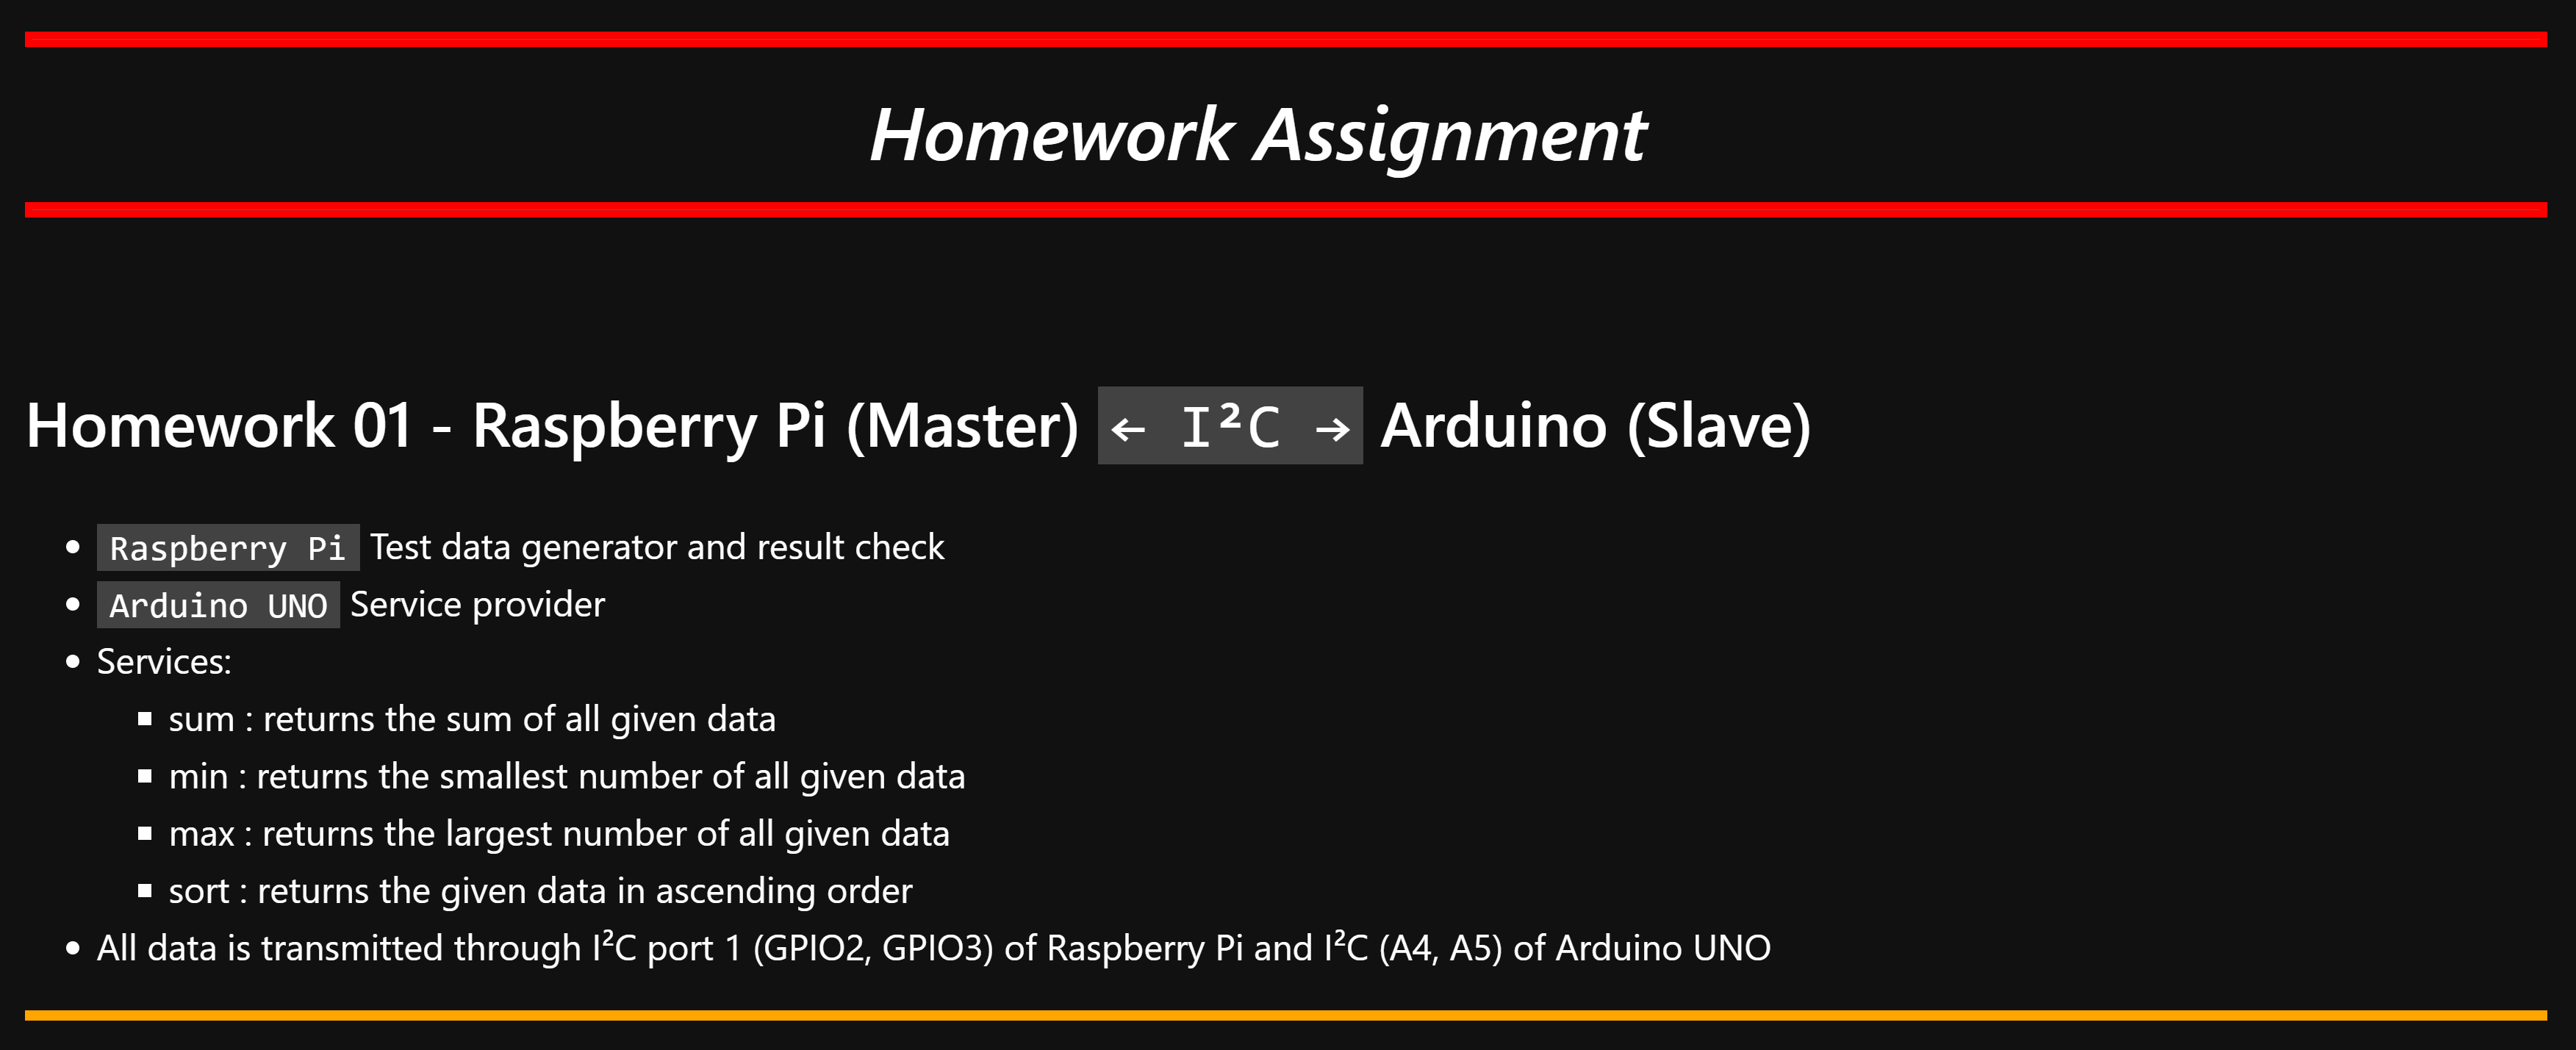 Homework Assignment
Homework 01 - Raspberry Pi (Master) ← I²C → Arduino (Slave)
Raspberry Pi Test data generator and result check
Arduino UNO Service provider
Services:
sum : returns the sum of all given data
min : returns the smallest number of all given data
max : returns the largest number of all given data
sort : returns the given data in ascending order
All data is transmitted through I²C port 1 (GPIO2, GPIO3) of Raspberry Pi and I²C (A4, A5) of Arduino UNO